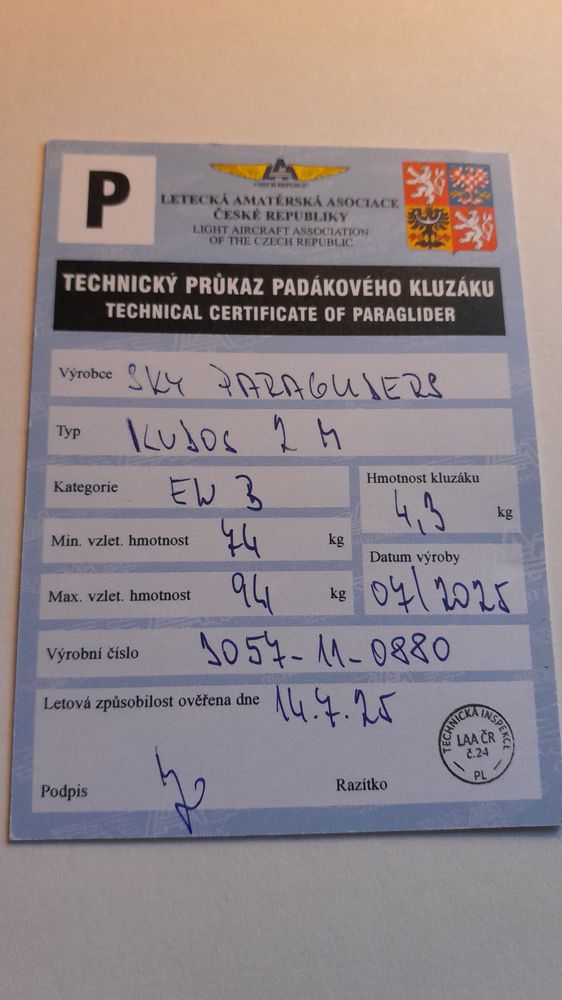 P
CZECH REPUBLIC
LETECKÁ AMATÉRSKÁ ASOCIACE
ČESKÉ REPUBLIKY
LIGHT AIRCRAFT ASSOCIATION
OF THE CZECH REPUBLIC
TECHNICKÝ PRŮKAZ PADÁKOVÉHO KLUZÁKU
TECHNICAL CERTIFICATE OF PARAGLIDER
Výrobce SKY PARAGLIDERS
Typ KUDOS 2 M
Kategorie EN B
Hmotnost kluzáku
4,3 kg
Min. vzlet. hmotnost 74 kg
Datum výroby
07/2025
Max. vzlet. hmotnost 94 kg
Výrobní číslo 3057-11-0880
Letová způsobilost ověřena dne 14.7.25
TECHNICKÁ INSPEKCE
LAA ČR
č.24
PL
Podpis
Razítko